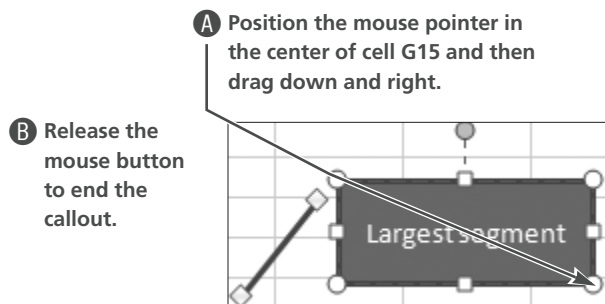 A Position the mouse pointer in
the center of cell G15 and then
drag down and right.
B Release the
mouse button
to end the
callout.
Largest segment